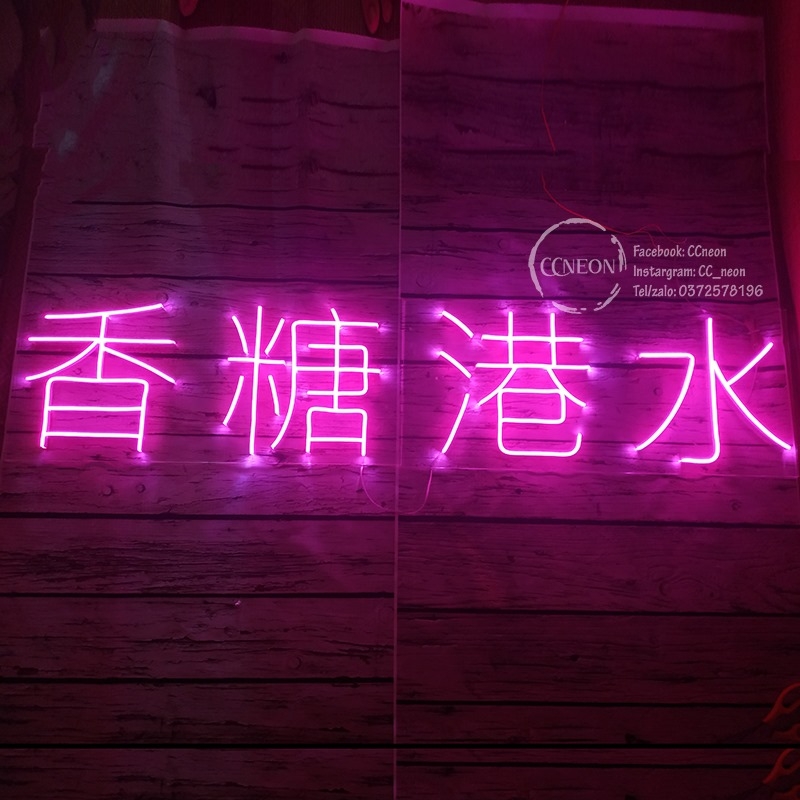 CCNEON
Facebook: CCneon
Instargram: CC_neon
Tel/zalo: 0372578196
香糖港水